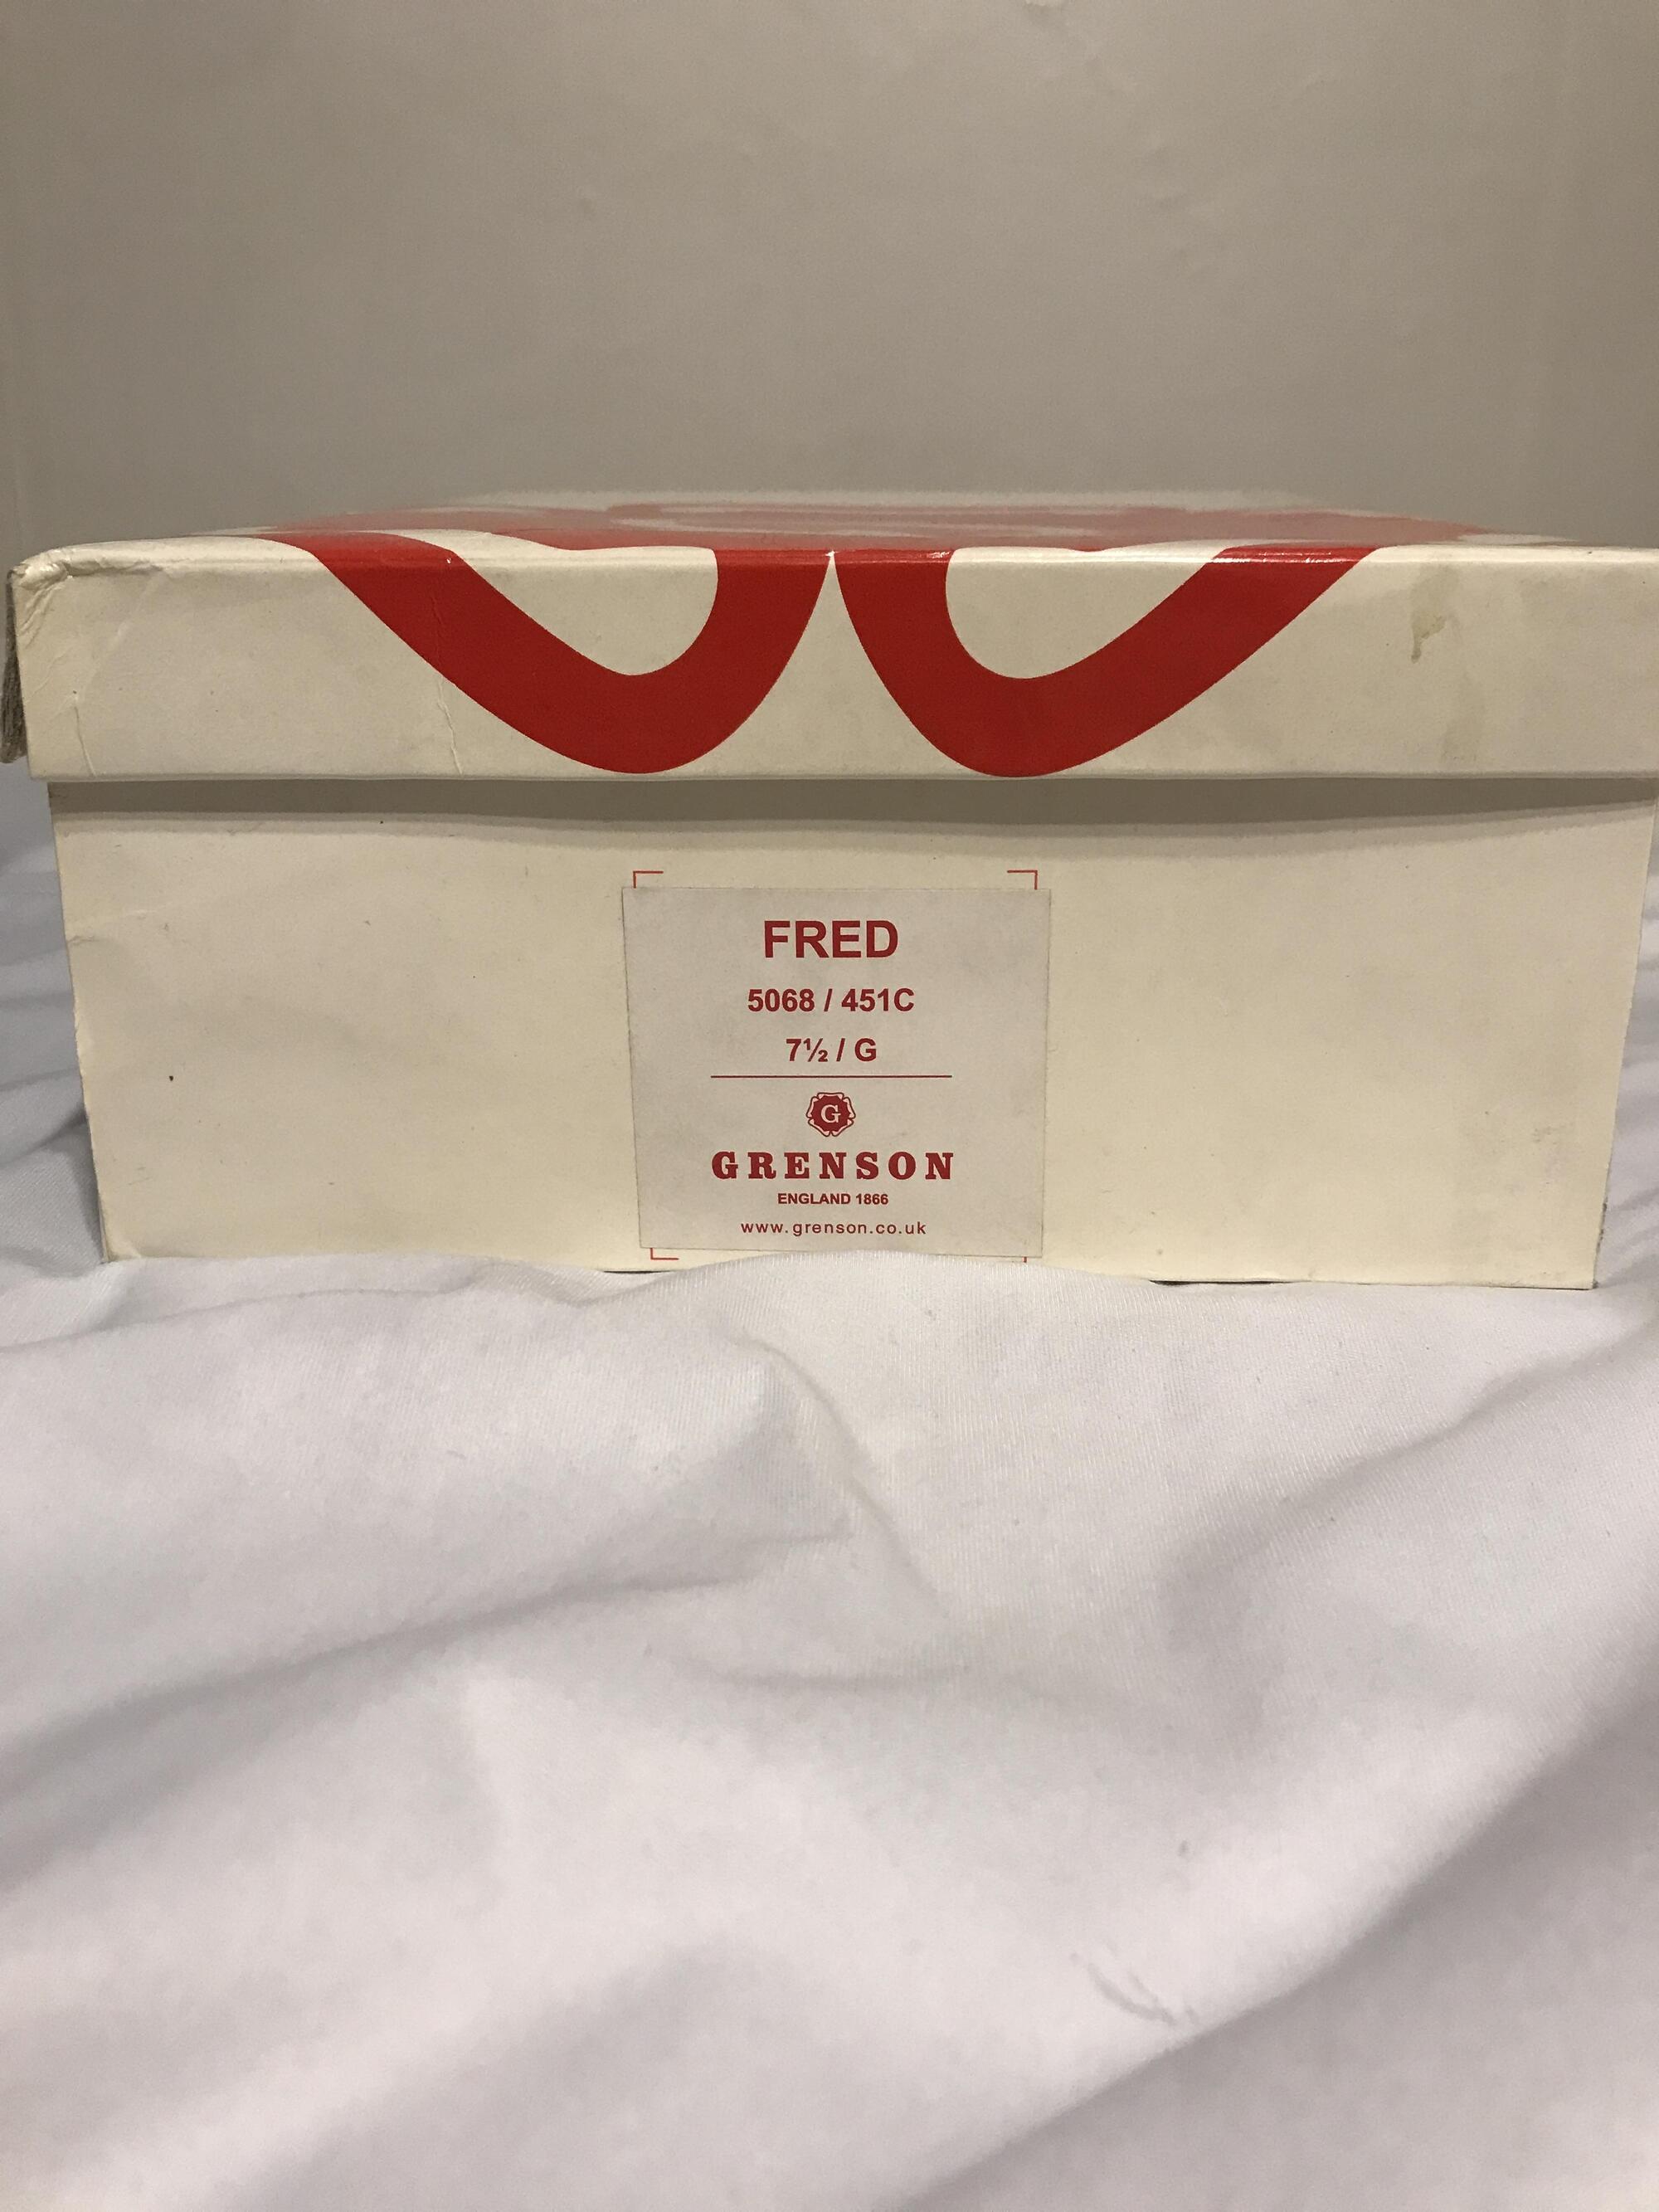 FRED
5068 / 451C
7½ / G
G
GRENSON
ENGLAND 1866
www.grenson.co.uk